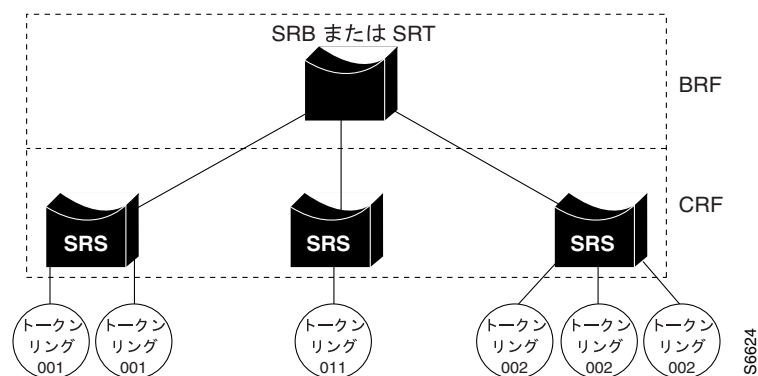 SRB または SRT
BRF
CRF
SRS
SRS
SRS
トークン
リング
001
トークン
リング
001
トークン
リング
011
トークン
リング
002
トークン
リング
002
トークン
リング
002
S6624